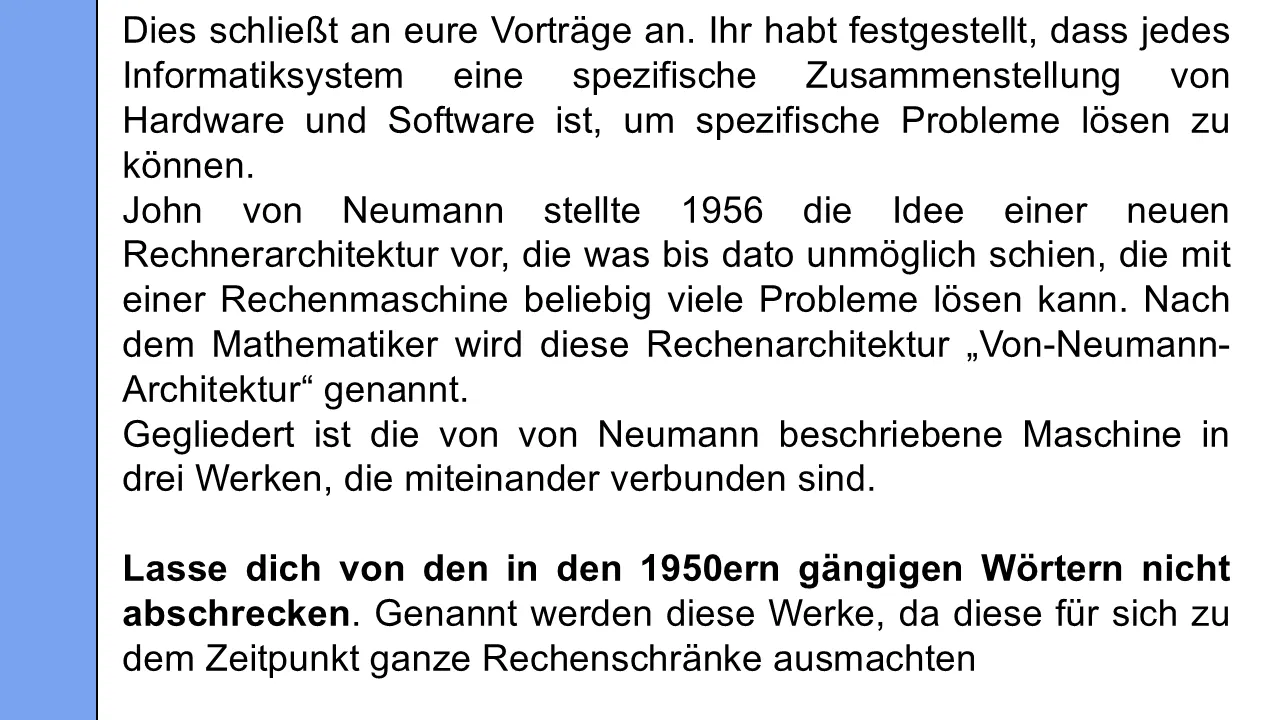 Dies schließt an eure Vorträge an. Ihr habt festgestellt, dass jedes
Informatiksystem eine spezifische Zusammenstellung von
Hardware und Software ist, um spezifische Probleme lösen zu
können.
John von Neumann stellte 1956 die Idee einer neuen
Rechnerarchitektur vor, die was bis dato unmöglich schien, die mit
einer Rechenmaschine beliebig viele Probleme lösen kann. Nach
dem Mathematiker wird diese Rechenarchitektur „Von-Neumann-
Architektur“ genannt.
Gegliedert ist die von von Neumann beschriebene Maschine in
drei Werken, die miteinander verbunden sind.
Lasse dich von den in den 1950ern gängigen Wörtern nicht
abschrecken. Genannt werden diese Werke, da diese für sich zu
dem Zeitpunkt ganze Rechenschränke ausmachten